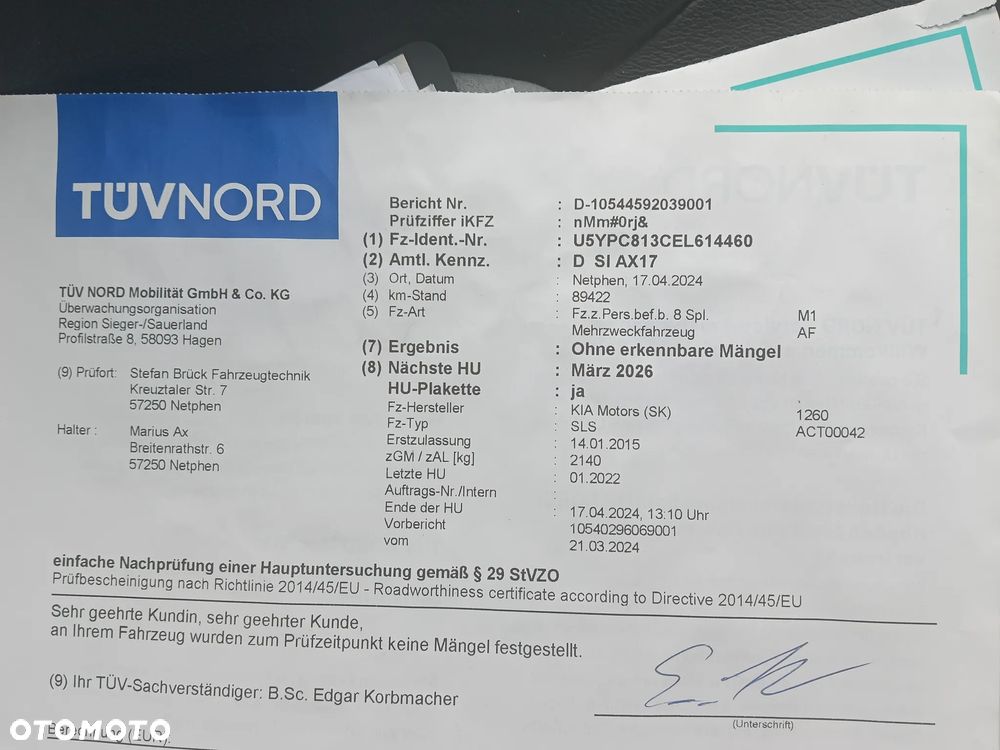 TÜVNORD
Bericht Nr. : D-10544592039001
Prüfziffer iKFZ : nMm#0rj&
(1) Fz-Ident.-Nr. : U5YPC813CEL614460
(2) Amtl. Kennz. : D SI AX17
(3) Ort, Datum : Netphen, 17.04.2024
(4) km-Stand : 89422
(5) Fz-Art : Fz.z.Pers.bef.b. 8 Spl. M1
Mehrzweckfahrzeug AF
(7) Ergebnis : Ohne erkennbare Mängel
(8) Nächste HU : März 2026
HU-Plakette : ja
Fz-Hersteller : KIA Motors (SK) 1260
Fz-Typ : SLS ACT00042
Erstzulassung : 14.01.2015
zGM / zAL [kg] : 2140
Letzte HU : 01.2022
Auftrags-Nr./Intern :
Ende der HU : 17.04.2024, 13:10 Uhr
Vorbericht 10540296069001
vom 21.03.2024
TÜV NORD Mobilität GmbH & Co. KG
Überwachungsorganisation
Region Sieger-/Sauerland
Profilstraße 8, 58093 Hagen
(9) Prüfort: Stefan Brück Fahrzeugtechnik
Kreuztaler Str. 7
57250 Netphen
Halter : Marius Ax
Breitenrathstr. 6
57250 Netphen
einfache Nachprüfung einer Hauptuntersuchung gemäß § 29 StVZO
Prüfbescheinigung nach Richtlinie 2014/45/EU - Roadworthiness certificate according to Directive 2014/45/EU
Sehr geehrte Kundin, sehr geehrter Kunde,
an Ihrem Fahrzeug wurden zum Prüfzeitpunkt keine Mängel festgestellt.
(9) Ihr TÜV-Sachverständiger: B.Sc. Edgar Korbmacher
(Unterschrift)
Berechnung (EUR):
OTOMOTO